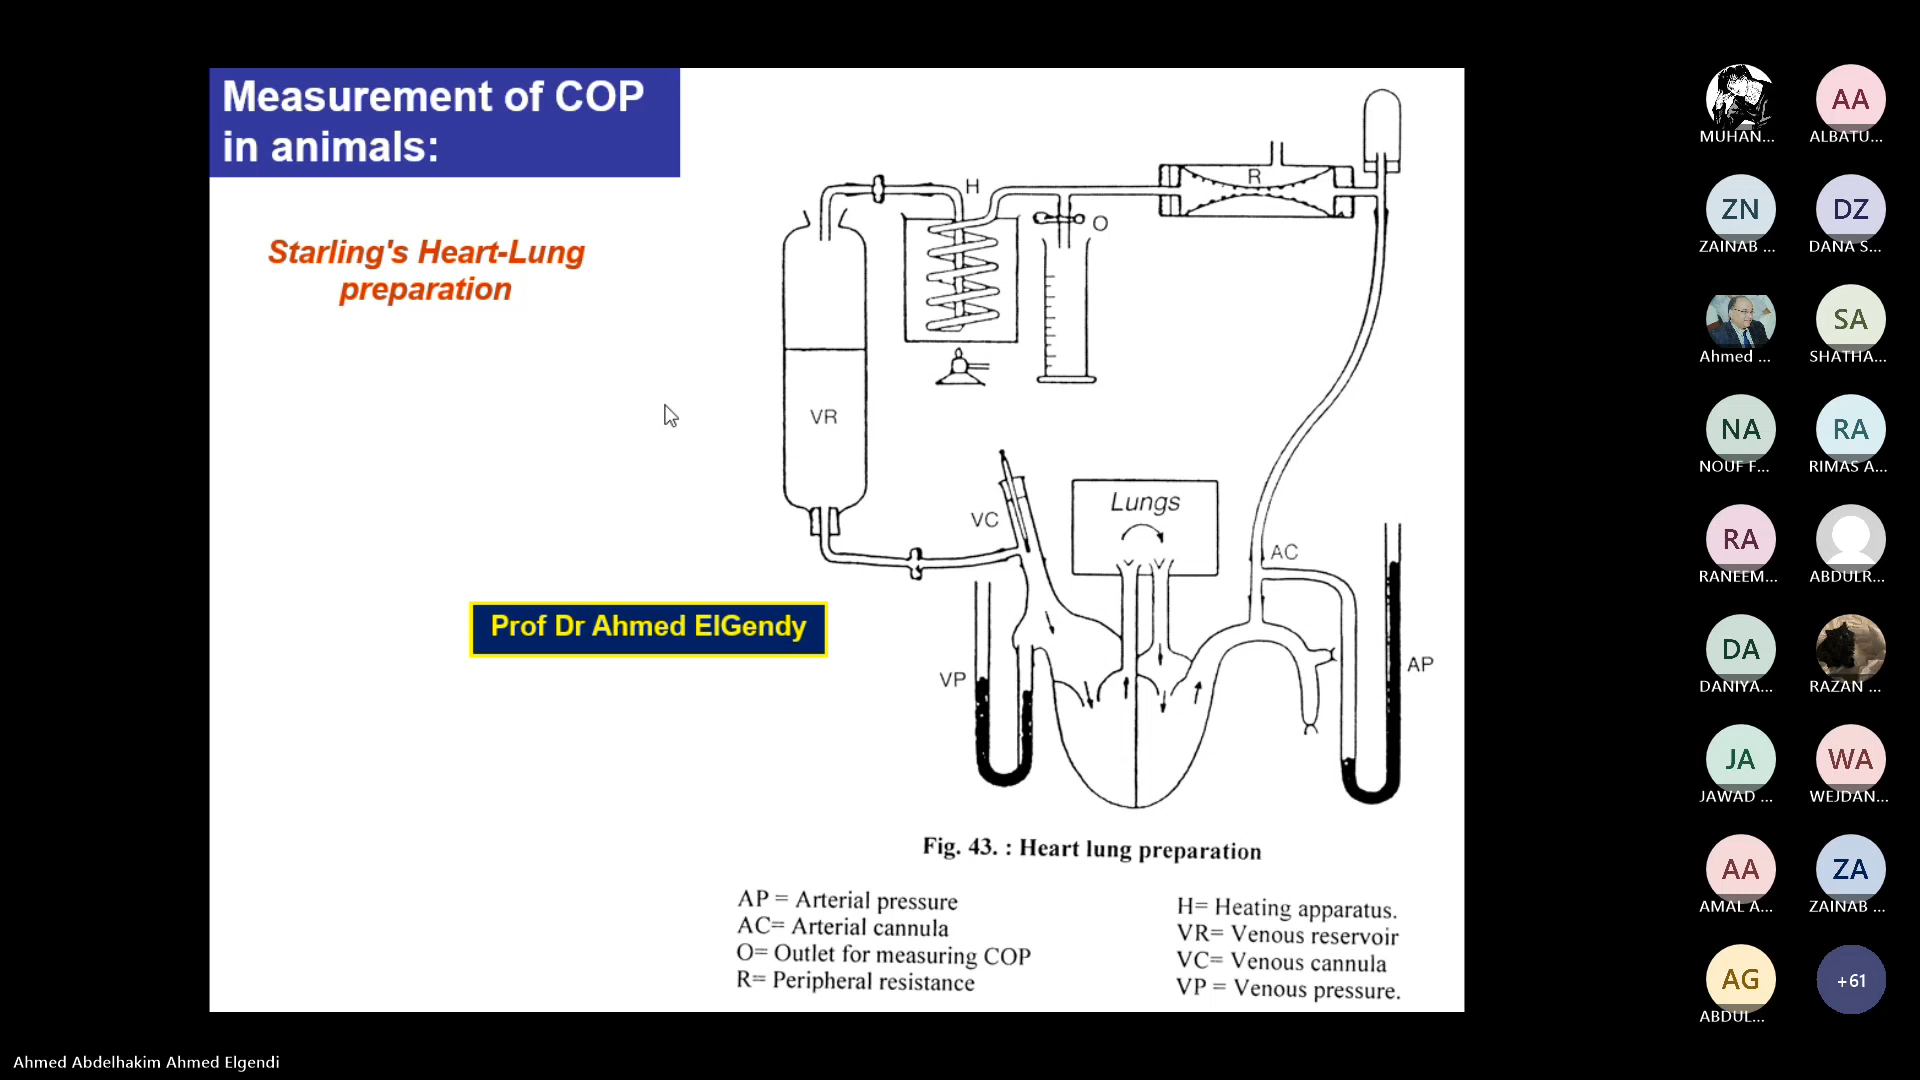 Measurement of COP
in animals:
Starling's Heart-Lung
preparation
Prof Dr Ahmed ElGendy
H
R
O
VR
VC
Lungs
AC
VP
AP
Fig. 43. : Heart lung preparation
AP = Arterial pressure
AC= Arterial cannula
O= Outlet for measuring COP
R= Peripheral resistance
H= Heating apparatus.
VR= Venous reservoir
VC= Venous cannula
VP = Venous pressure.
MUHAN...
AA
ALBATU...
ZN
ZAINAB ...
DZ
DANA S...
Ahmed ...
SA
SHATHA...
NA
NOUF F...
RA
RIMAS A...
RA
RANEEM...
ABDULR...
DA
DANIYA...
RAZAN ...
JA
JAWAD ...
WA
WEJDAN...
AA
AMAL A...
ZA
ZAINAB ...
AG
ABDUL...
+61
Ahmed Abdelhakim Ahmed Elgendi